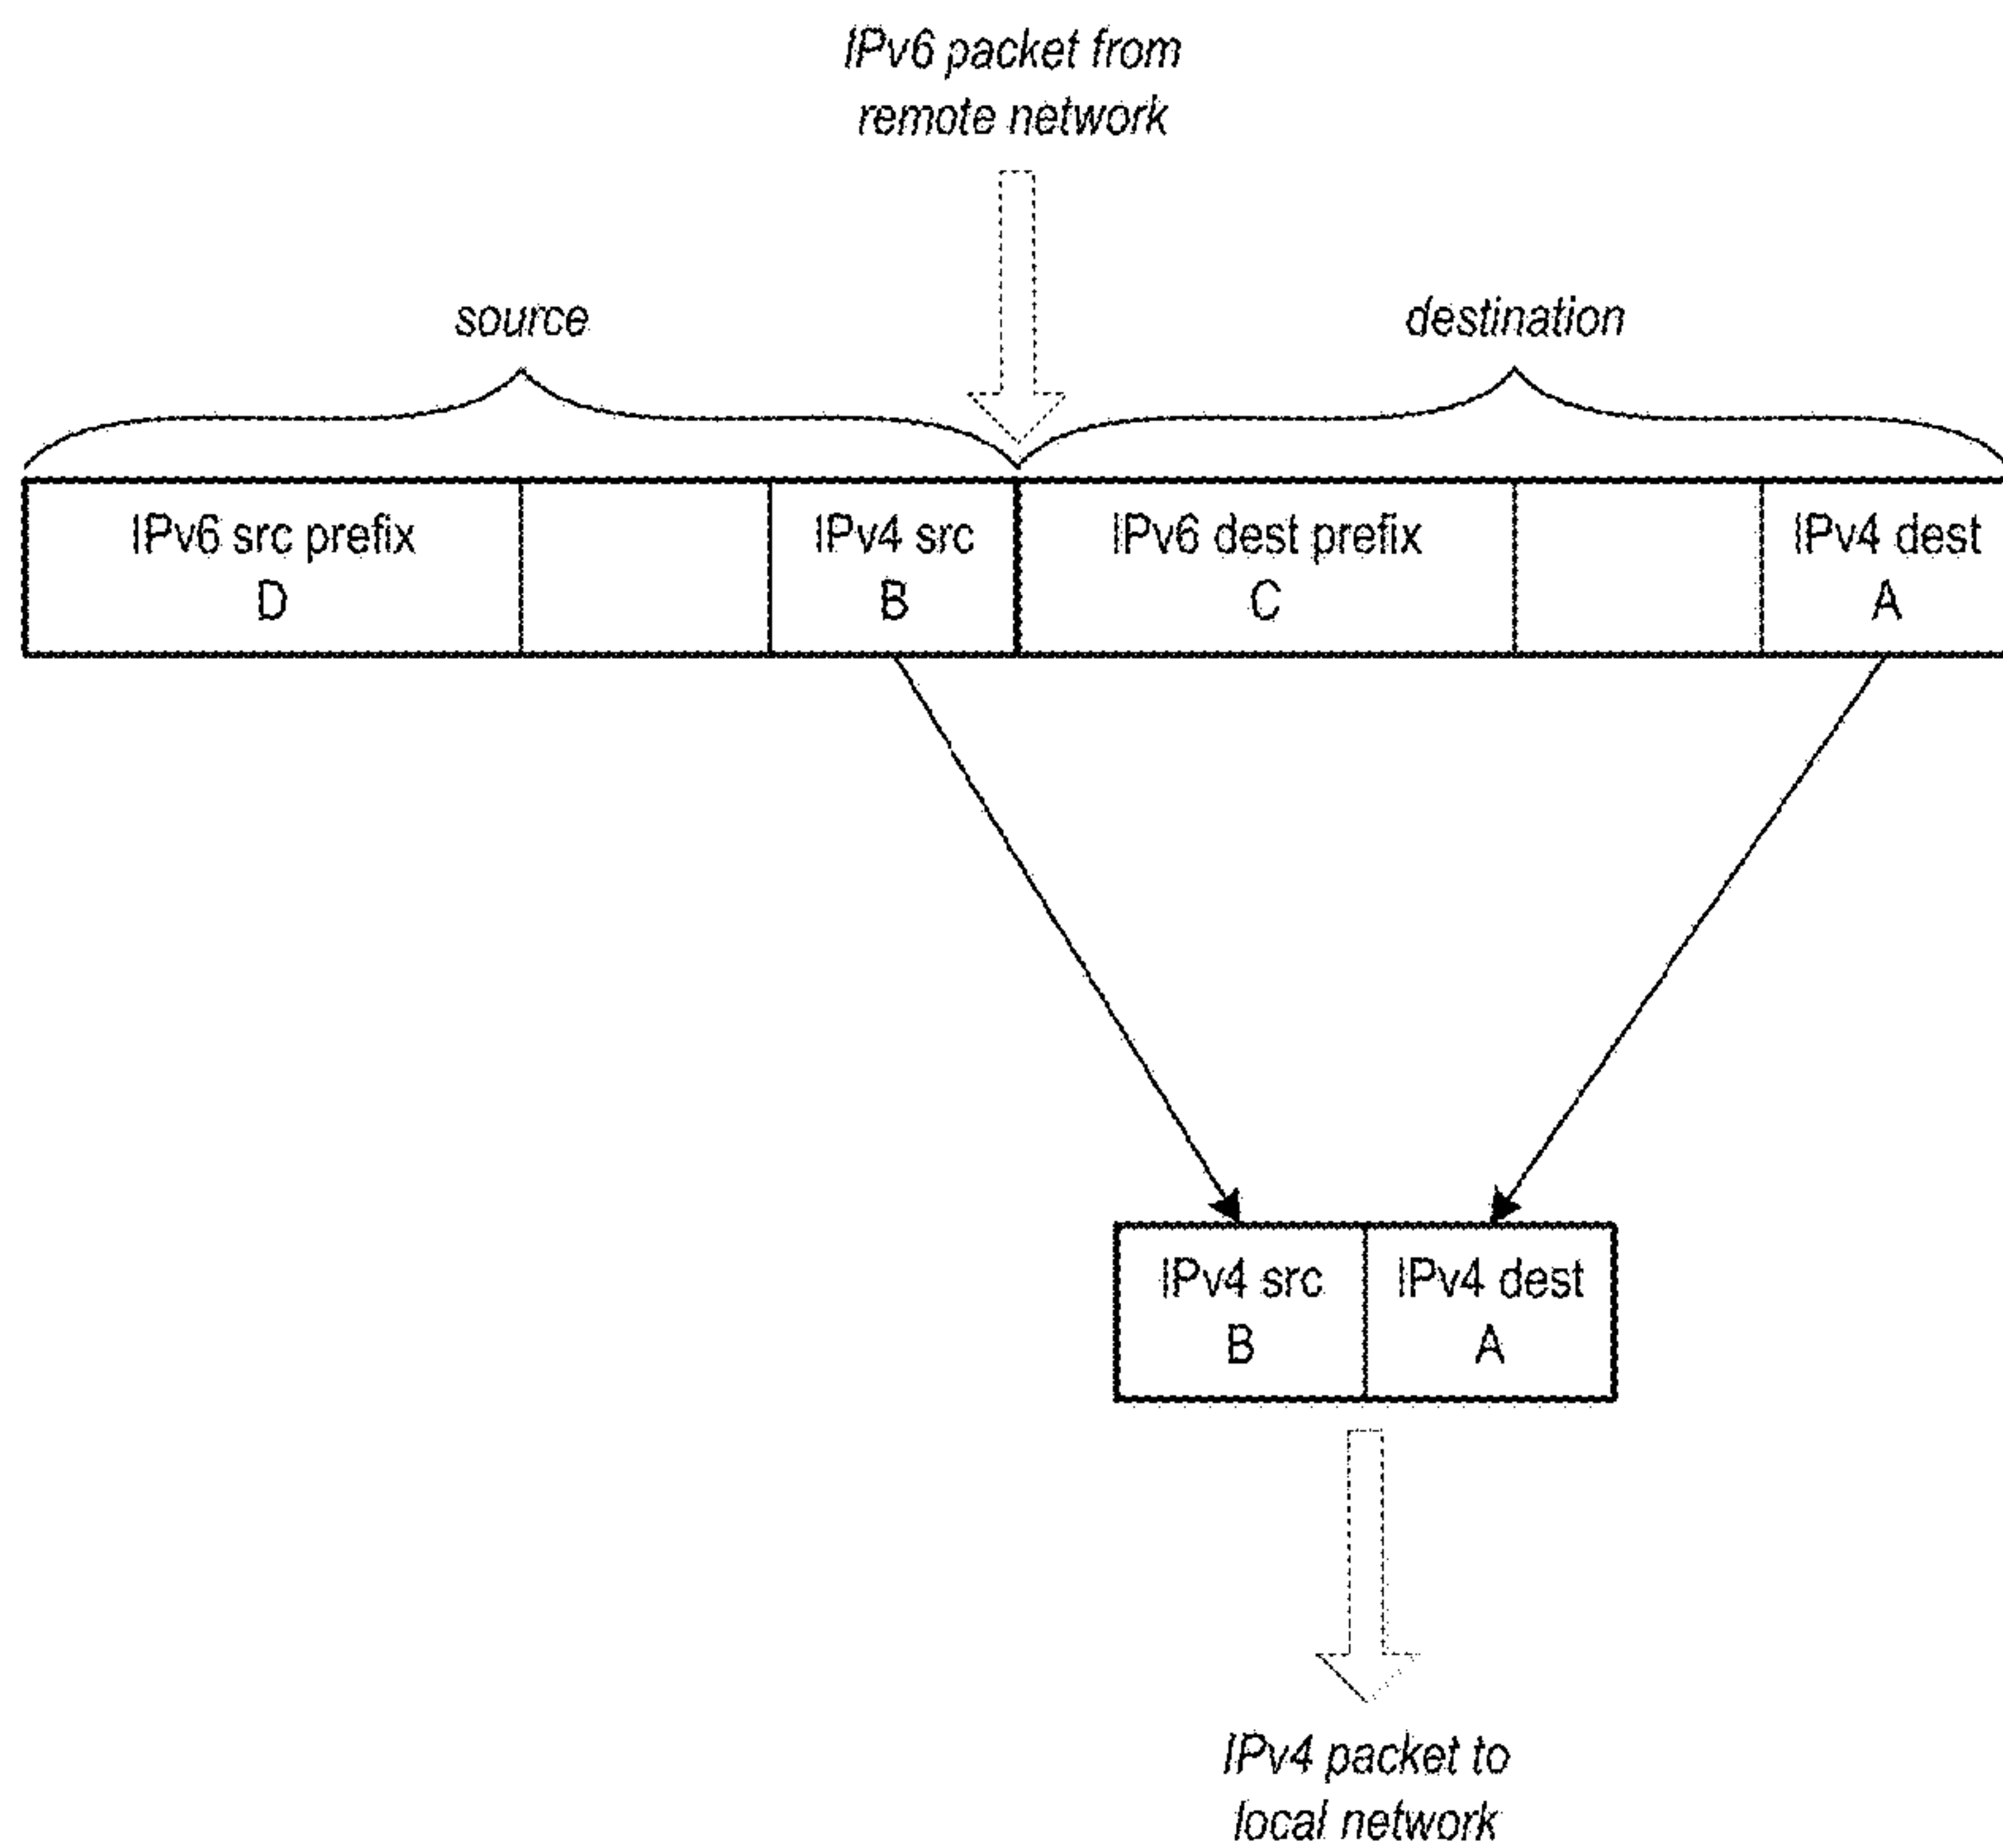 IPv6 packet from
remote network
source
destination
IPv6 src prefix
D
IPv4 src
B
IPv6 dest prefix
C
IPv4 dest
A
IPv4 src
B
IPv4 dest
A
IPv4 packet to
local network